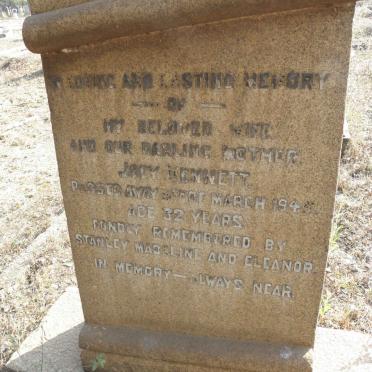 IN LOVING AND LASTING MEMORY
— OF —
MY BELOVED WIFE
AND OUR DARLING MOTHER
BENNETT
PASSED AWAY MARCH
AGE 32 YEARS
FONDLY REMEMBERED BY
STANLEY MADELINE AND ELEANOR.
IN MEMORY — ALWAYS NEAR.